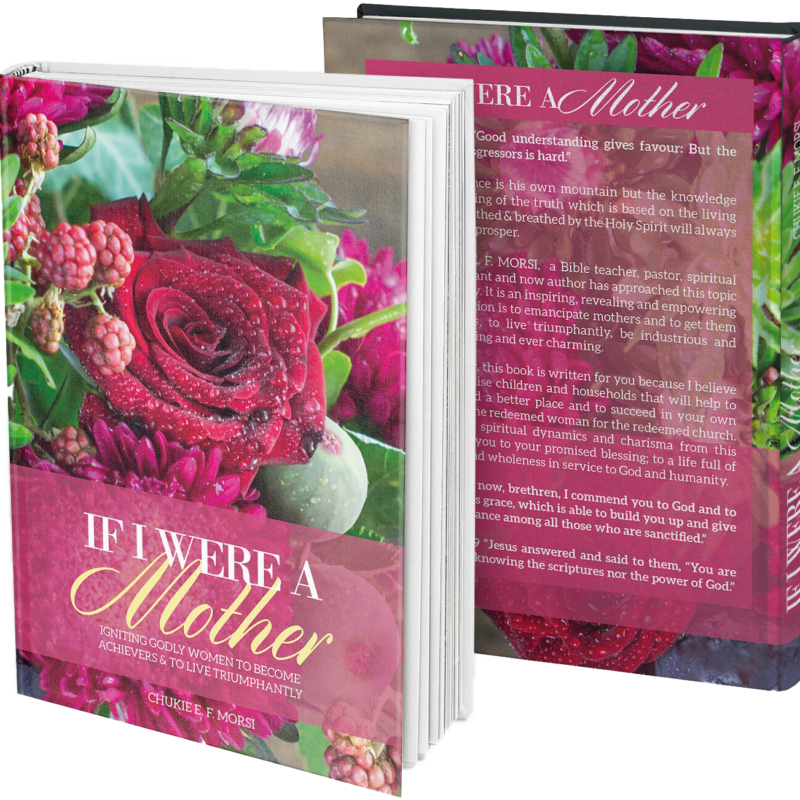 IF I WERE A
Mother
IGNITING GODLY WOMEN TO BECOME
ACHIEVERS & TO LIVE TRIUMPHANTLY
CHUKIE E. F. MORSI
ERE A Mother
"Good understanding gives favour: But the
gressors is hard."
nce is his own mountain but the knowledge
ng of the truth which is based on the living
thed & breathed by the Holy Spirit will always
prosper.
F. MORSI, a Bible teacher, pastor, spiritual
ant and now author has approached this topic
y. It is an inspiring, revealing and empowering
tion is to emancipate mothers and to get them
s, to live triumphantly, be industrious and
ng and ever charming.
, this book is written for you because I believe
ise children and households that will help to
d a better place and to succeed in your own
he redeemed woman for the redeemed church.
spiritual dynamics and charisma from this
you to your promised blessing; to a life full of
nd wholeness in service to God and humanity.
now, brethren, I commend you to God and to
s grace, which is able to build you up and give
ance among all those who are sanctified."
9 "Jesus answered and said to them, "You are
knowing the scriptures nor the power of God."
IF I WERE A Mother
CHUKIE E. F. MORSI